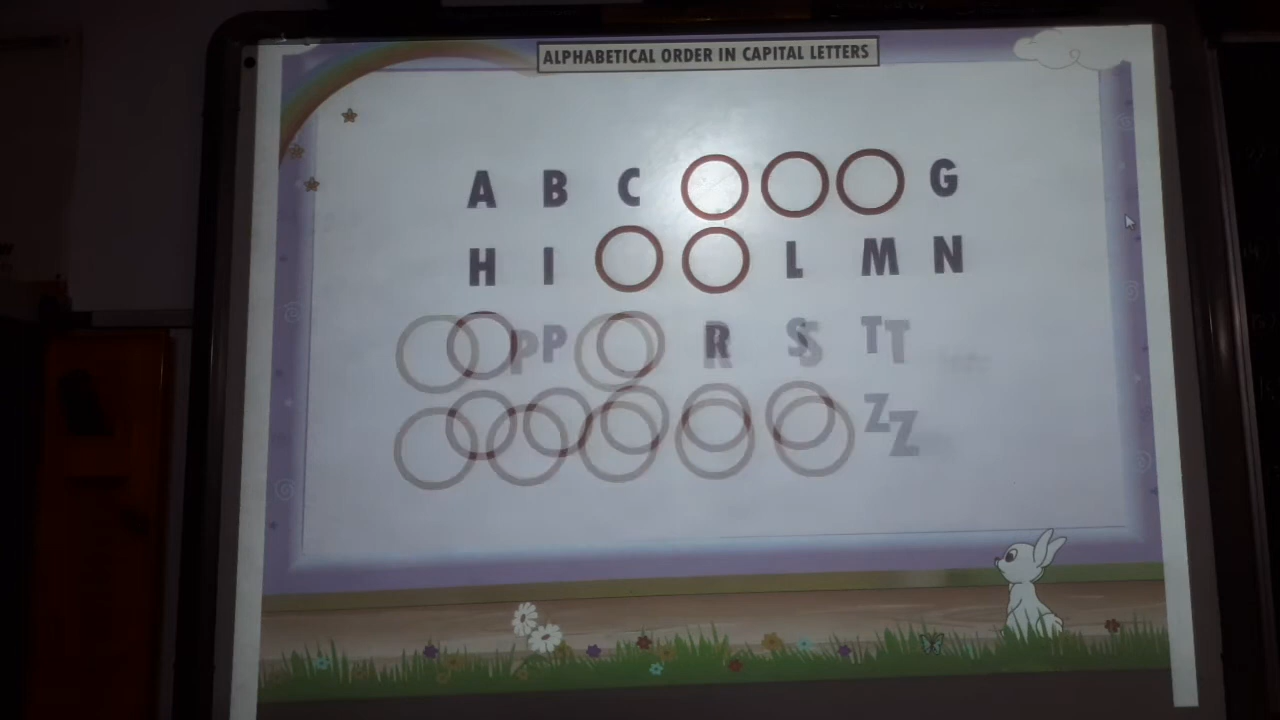 ALPHABETICAL ORDER IN CAPITAL LETTERS
A B C G
H I L M N
P R S T
Z